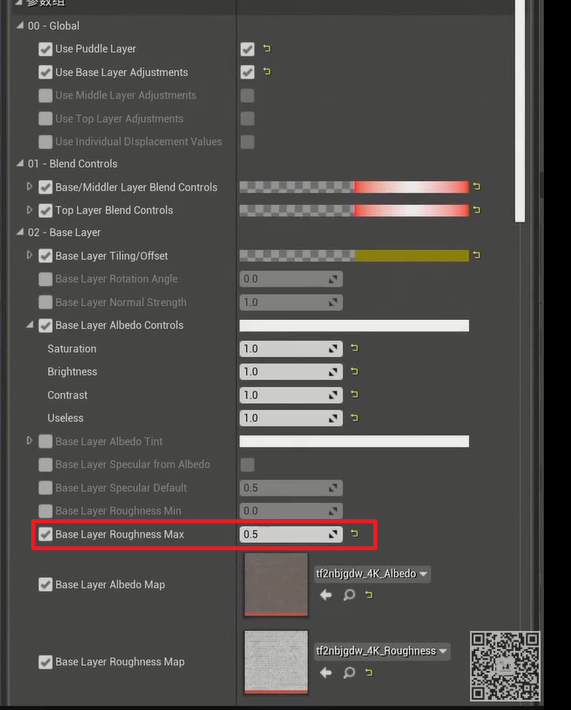 参数组
00 - Global
Use Puddle Layer
Use Base Layer Adjustments
Use Middle Layer Adjustments
Use Top Layer Adjustments
Use Individual DIsplacement Values
01 - Blend Controls
Base/Middler Layer Blend Controls
Top Layer Blend Controls
02 - Base Layer
Base Layer Tiling/Offset
Base Layer Rotation Angle 0.0
Base Layer Normal Strength 1.0
Base Layer Albedo Controls
Saturation 1.0
Brightness 1.0
Contrast 1.0
Useless 1.0
Base Layer Albedo Tint
Base Layer Specular from Albedo
Base Layer Specular Default 0.5
Base Layer Roughness Min 0.0
Base Layer Roughness Max 0.5
Base Layer Albedo Map tf2nbjgdw_4K_Albedo
Base Layer Roughness Map tf2nbjgdw_4K_Roughness